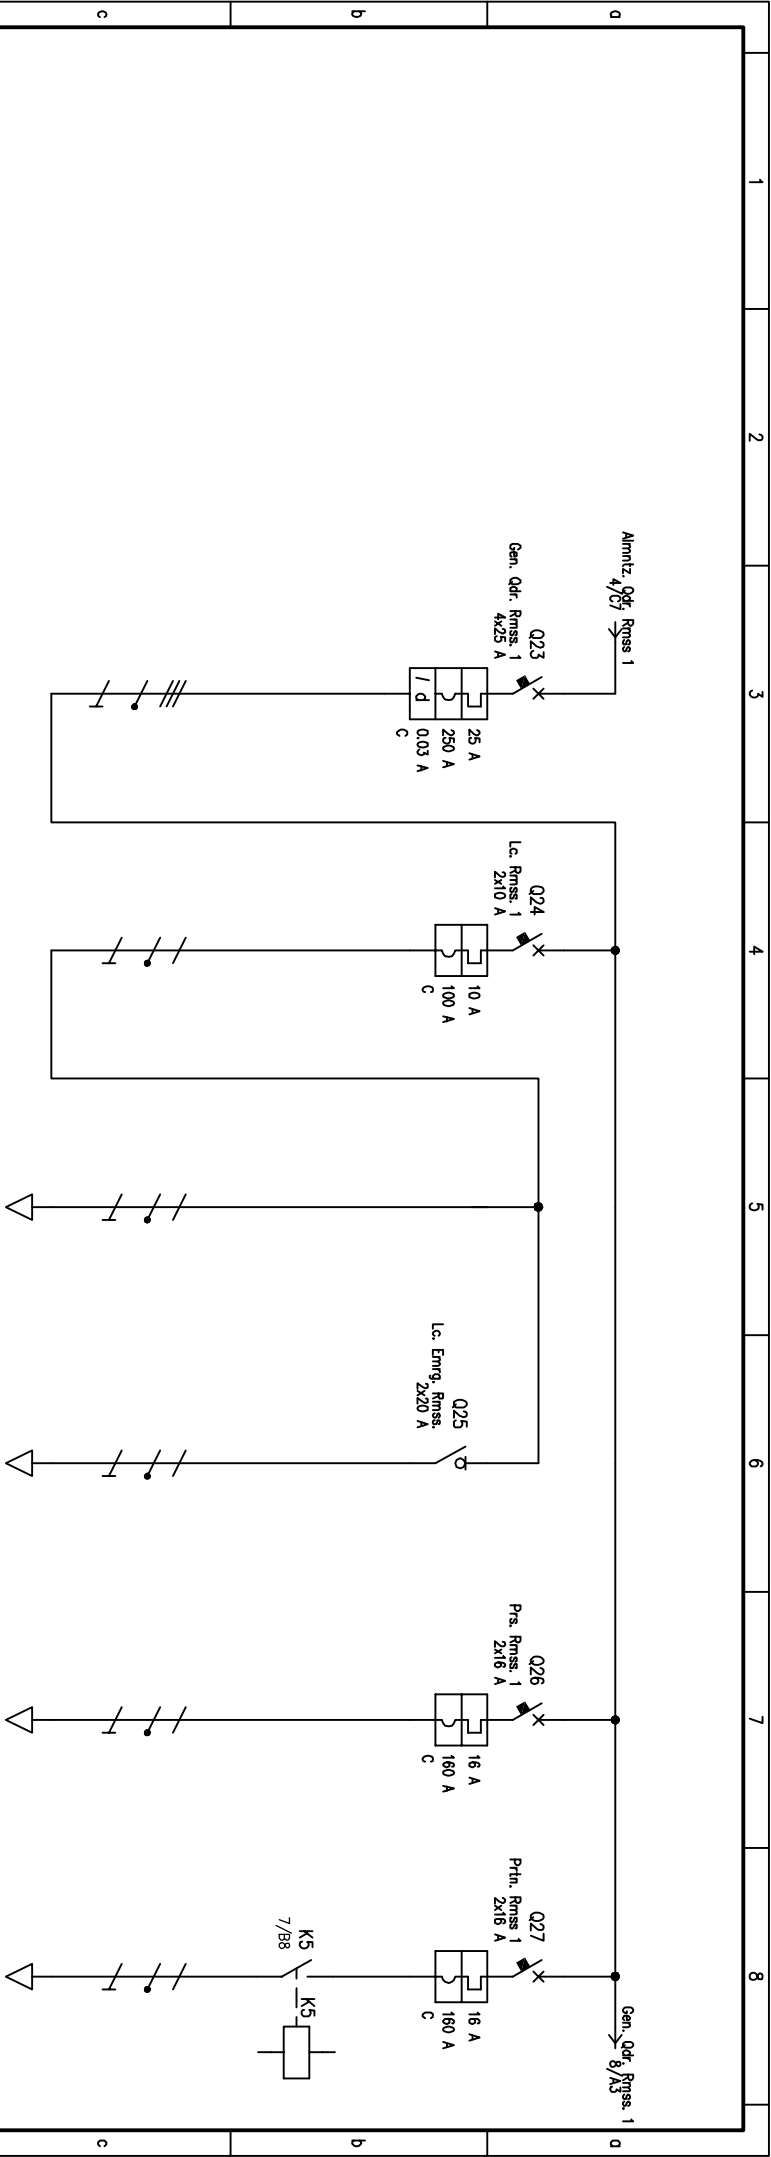 1
2
3
4
5
6
7
8
a
b
c
a
b
c
Almntz. Qdr. Rmss 1
4/C7
Q23
Gen. Qdr. Rmss. 1
4x25 A
25 A
250 A
0.03 A
C
I d
Q24
Lc. Rmss. 1
2x10 A
10 A
100 A
C
Q25
Lc. Emrg. Rmss.
2x20 A
Q26
Prs. Rmss. 1
2x16 A
16 A
160 A
C
Q27
Prtn. Rmss 1
2x16 A
16 A
160 A
C
K5
7/B8
K5
Gen. Qdr. Rmss. 1
8/A3